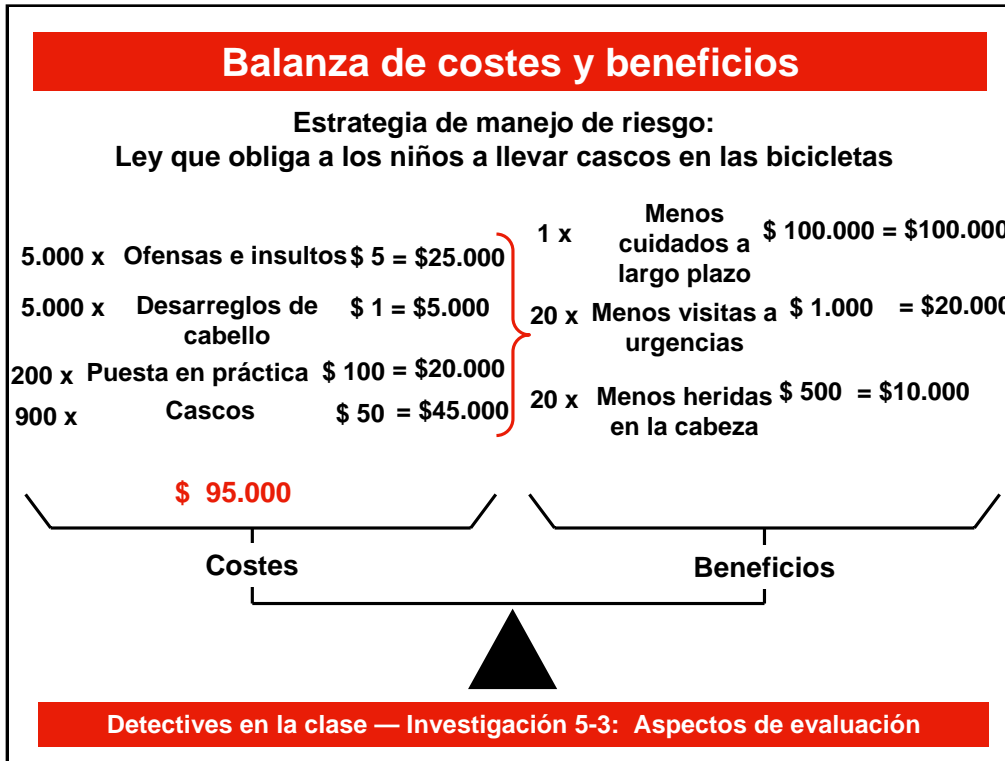 Balanza de costes y beneficios
Estrategia de manejo de riesgo:
Ley que obliga a los niños a llevar cascos en las bicicletas
5.000 x Ofensas e insultos $ 5 = $25.000
5.000 x Desarreglos de $ 1 = $5.000
cabello
200 x Puesta en práctica $ 100 = $20.000
900 x Cascos $ 50 = $45.000
$ 95.000
Costes
1 x Menos $ 100.000 = $100.000
cuidados a
largo plazo
20 x Menos visitas a $ 1.000 = $20.000
urgencias
20 x Menos heridas $ 500 = $10.000
en la cabeza
Beneficios
Detectives en la clase — Investigación 5-3: Aspectos de evaluación